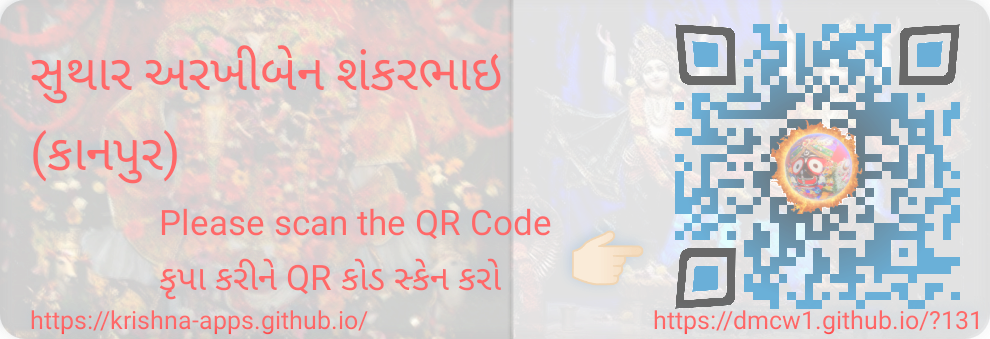 સુથાર અરખીબેન શંકરભાઇ
(કાનપુર)
Please scan the QR Code
કૃપા કરીને QR કોડ સ્કેન કરો
https://krishna-apps.github.io/
https://dmcw1.github.io/?131